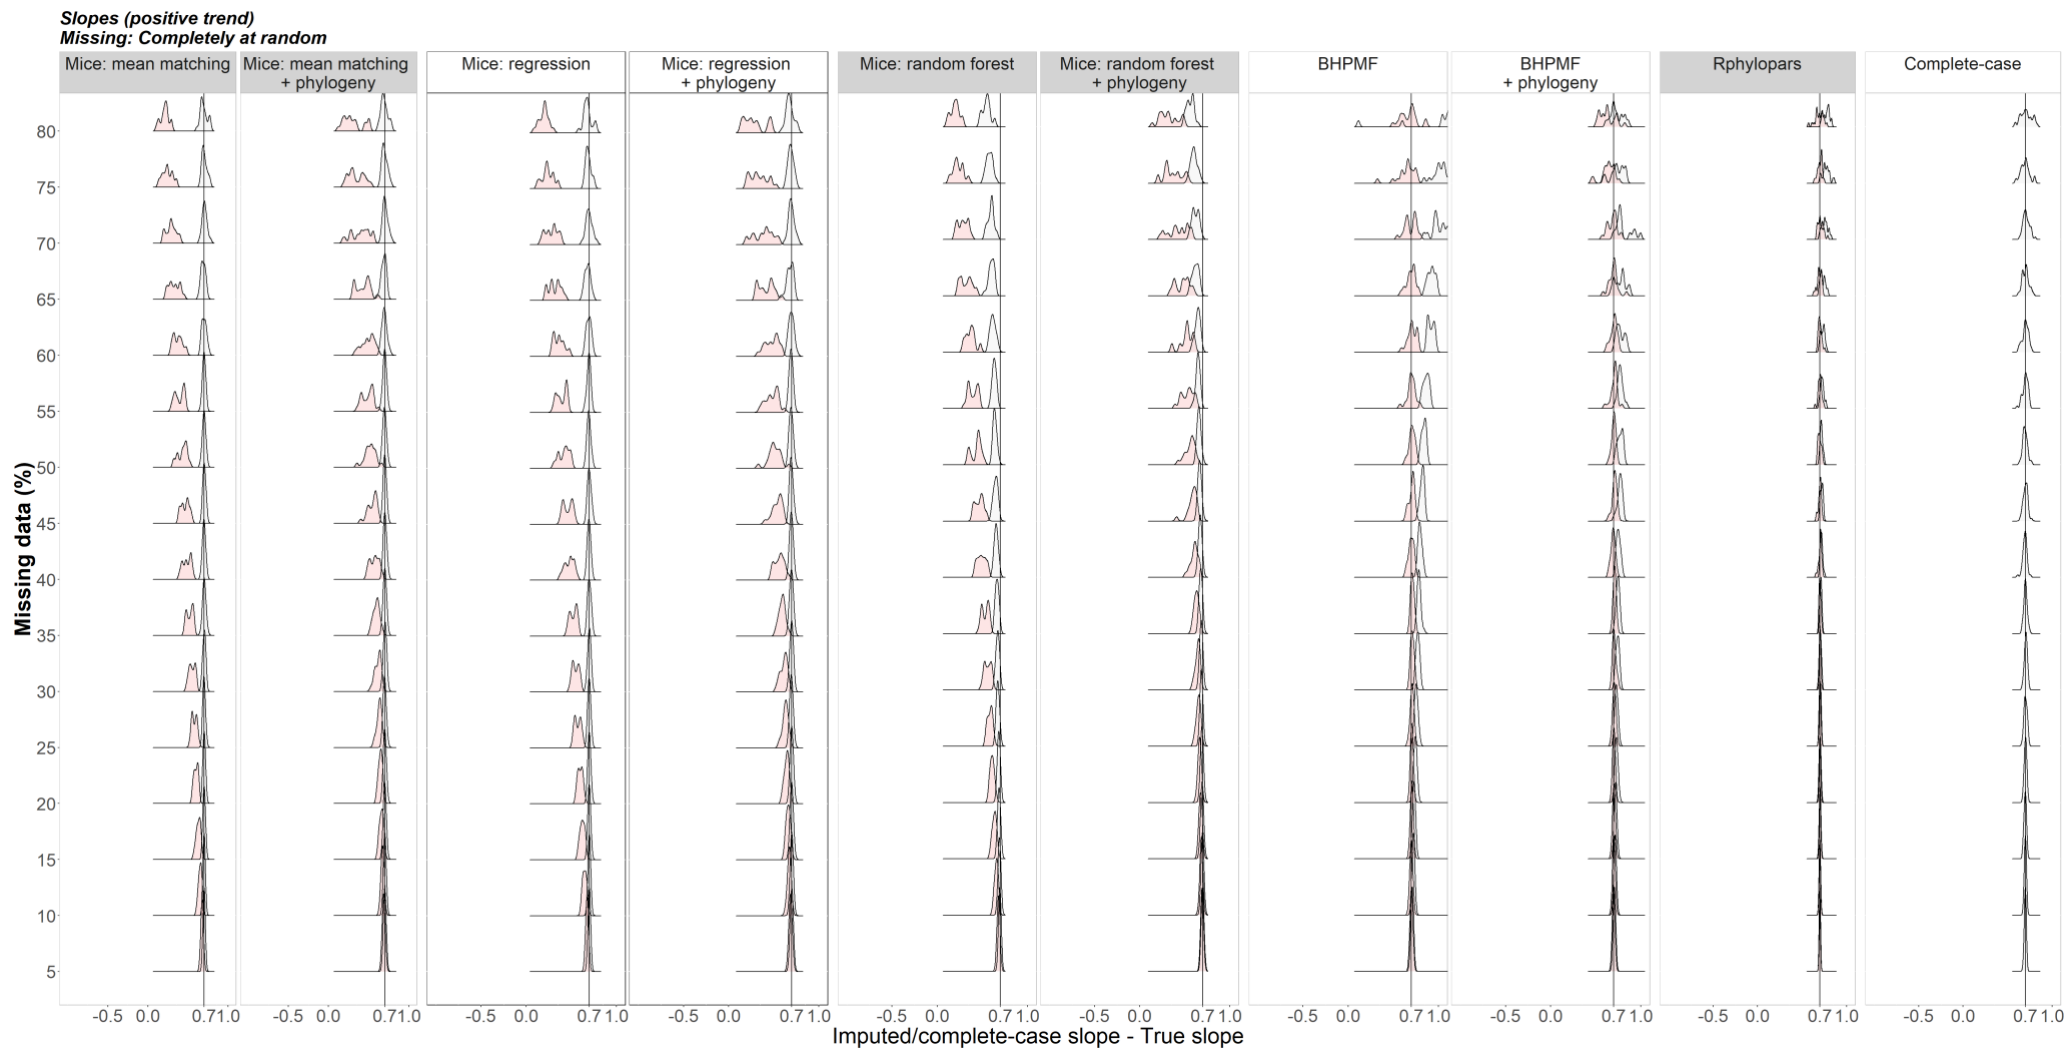 Slopes (positive trend)
Missing: Completely at random
Mice: mean matching
Mice: mean matching
+ phylogeny
Mice: regression
Mice: regression
+ phylogeny
Mice: random forest
Mice: random forest
+ phylogeny
BHPMF
BHPMF
+ phylogeny
Rphylopars
Complete-case
Missing data (%)
80
75
70
65
60
55
50
45
40
35
30
25
20
15
10
5
-0.5 0.0 0.71.0
-0.5 0.0 0.71.0
-0.5 0.0 0.71.0
-0.5 0.0 0.71.0
-0.5 0.0 0.71.0
-0.5 0.0 0.71.0
-0.5 0.0 0.71.0
-0.5 0.0 0.71.0
-0.5 0.0 0.71.0
-0.5 0.0 0.71.0
Imputed/complete-case slope - True slope